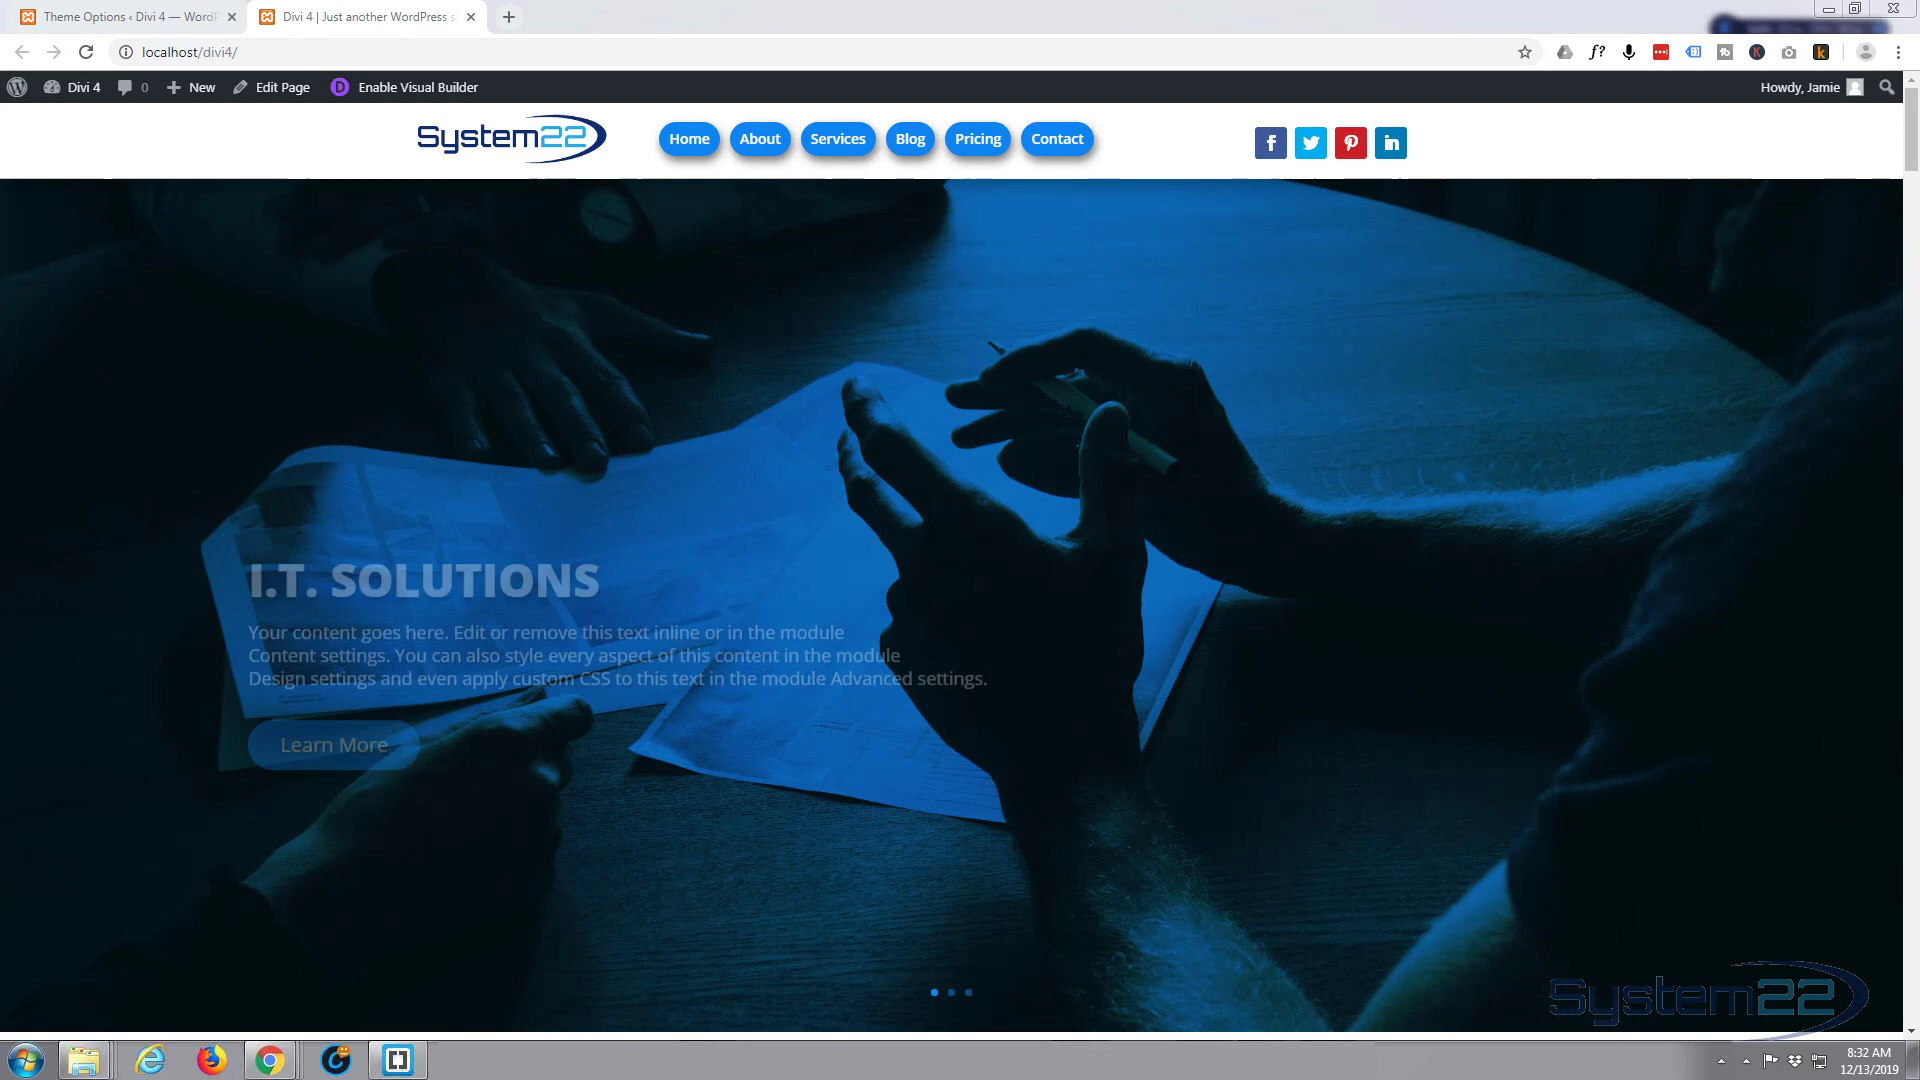 Theme Options ‹ Divi 4 — WordP
Divi 4 | Just another WordPress s
localhost/divi4/
Divi 4
0
New
Edit Page
Enable Visual Builder
Howdy, Jamie
System22
Home
About
Services
Blog
Pricing
Contact
I.T. SOLUTIONS
Your content goes here. Edit or remove this text inline or in the module
Content settings. You can also style every aspect of this content in the module
Design settings and even apply custom CSS to this text in the module Advanced settings.
Learn More
System22
8:32 AM
12/13/2019